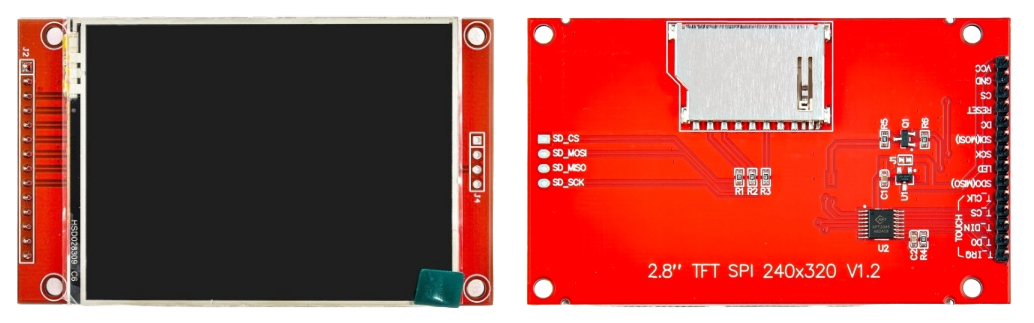 J2
J4
HSD028309 C6
SD_CS
SD_MOSI
SD_MISO
SD_SCK
R1 R2 R3
Q1
R6
J1
C1
U1
U2
C2
R4
VCC
GND
CS
RESET
DC
SDI(MOSI)
SCK
LED
SDO(MISO)
T_CLK
T_CS
T_DIN
T_DO
T_IRQ
TOUCH
2.8'' TFT SPI 240x320 V1.2